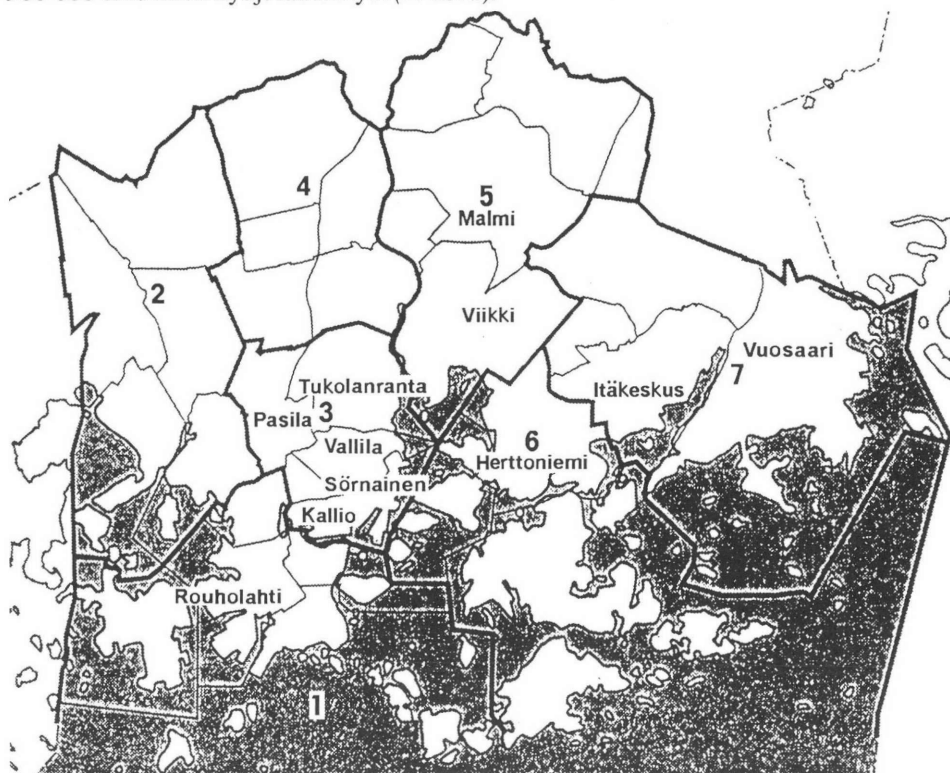 4
5
Malmi
2
Viikki
Vuosaari
7
Itäkeskus
Tukolanranta
Pasila 3
Vallila
6
Herttoniemi
Sörnainen
Kallio
Rouholahti
1